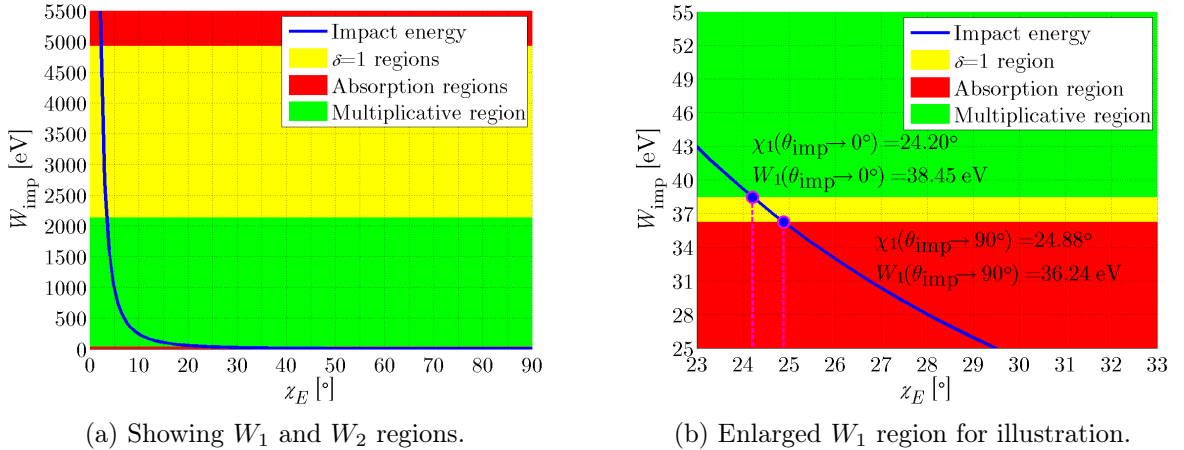 5500
5000
4500
4000
3500
3000
2500
2000
1500
1000
500
0
W_imp [eV]
0 10 20 30 40 50 60 70 80 90
χ_E [°]
Impact energy
δ=1 regions
Absorption regions
Multiplicative region
(a) Showing W₁ and W₂ regions.
55
52
49
46
43
40
37
34
31
28
25
W_imp [eV]
23 24 25 26 27 28 29 30 31 32 33
χ_E [°]
Impact energy
δ=1 region
Absorption region
Multiplicative region
χ₁(θ_imp→ 0°) =24.20°
W₁(θ_imp→ 0°) =38.45 eV
χ₁(θ_imp→ 90°) =24.88°
W₁(θ_imp→ 90°) =36.24 eV
(b) Enlarged W₁ region for illustration.